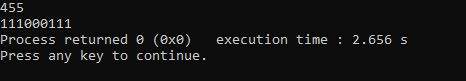 455
111000111
Process returned 0 (0x0)   execution time : 2.656 s
Press any key to continue.